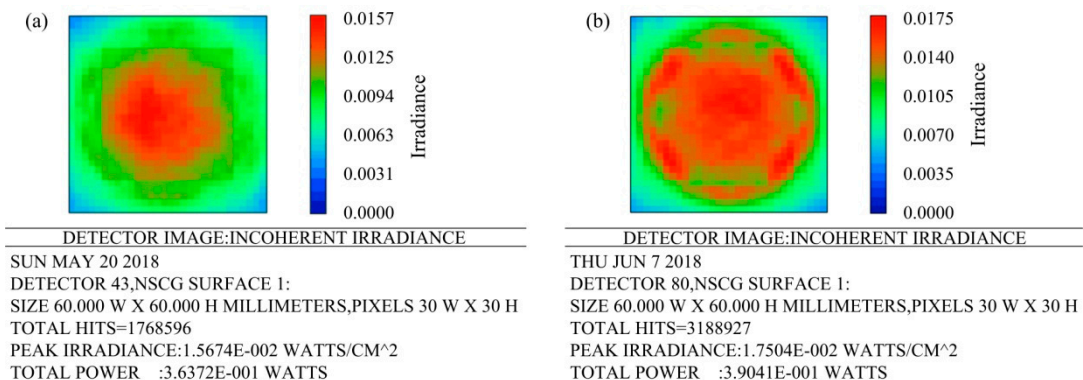 (a)
0.0157
0.0125
0.0094
0.0063
0.0031
0.0000
Irradiance
DETECTOR IMAGE:INCOHERENT IRRADIANCE
SUN MAY 20 2018
DETECTOR 43,NSCG SURFACE 1:
SIZE 60.000 W X 60.000 H MILLIMETERS,PIXELS 30 W X 30 H
TOTAL HITS=1768596
PEAK IRRADIANCE:1.5674E-002 WATTS/CM^2
TOTAL POWER :3.6372E-001 WATTS
(b)
0.0175
0.0140
0.0105
0.0070
0.0035
0.0000
Irradiance
DETECTOR IMAGE:INCOHERENT IRRADIANCE
THU JUN 7 2018
DETECTOR 80,NSCG SURFACE 1:
SIZE 60.000 W X 60.000 H MILLIMETERS,PIXELS 30 W X 30 H
TOTAL HITS=3188927
PEAK IRRADIANCE:1.7504E-002 WATTS/CM^2
TOTAL POWER :3.9041E-001 WATTS